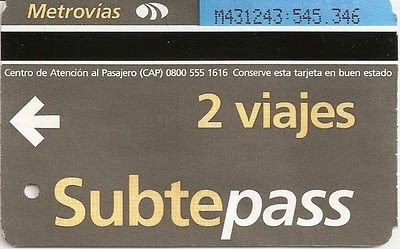 Metrovías M431243:545.346
Centro de Atención al Pasajero (CAP) 0800 555 1616 Conserve esta tarjeta en buen estado
2 viajes
Subtepass